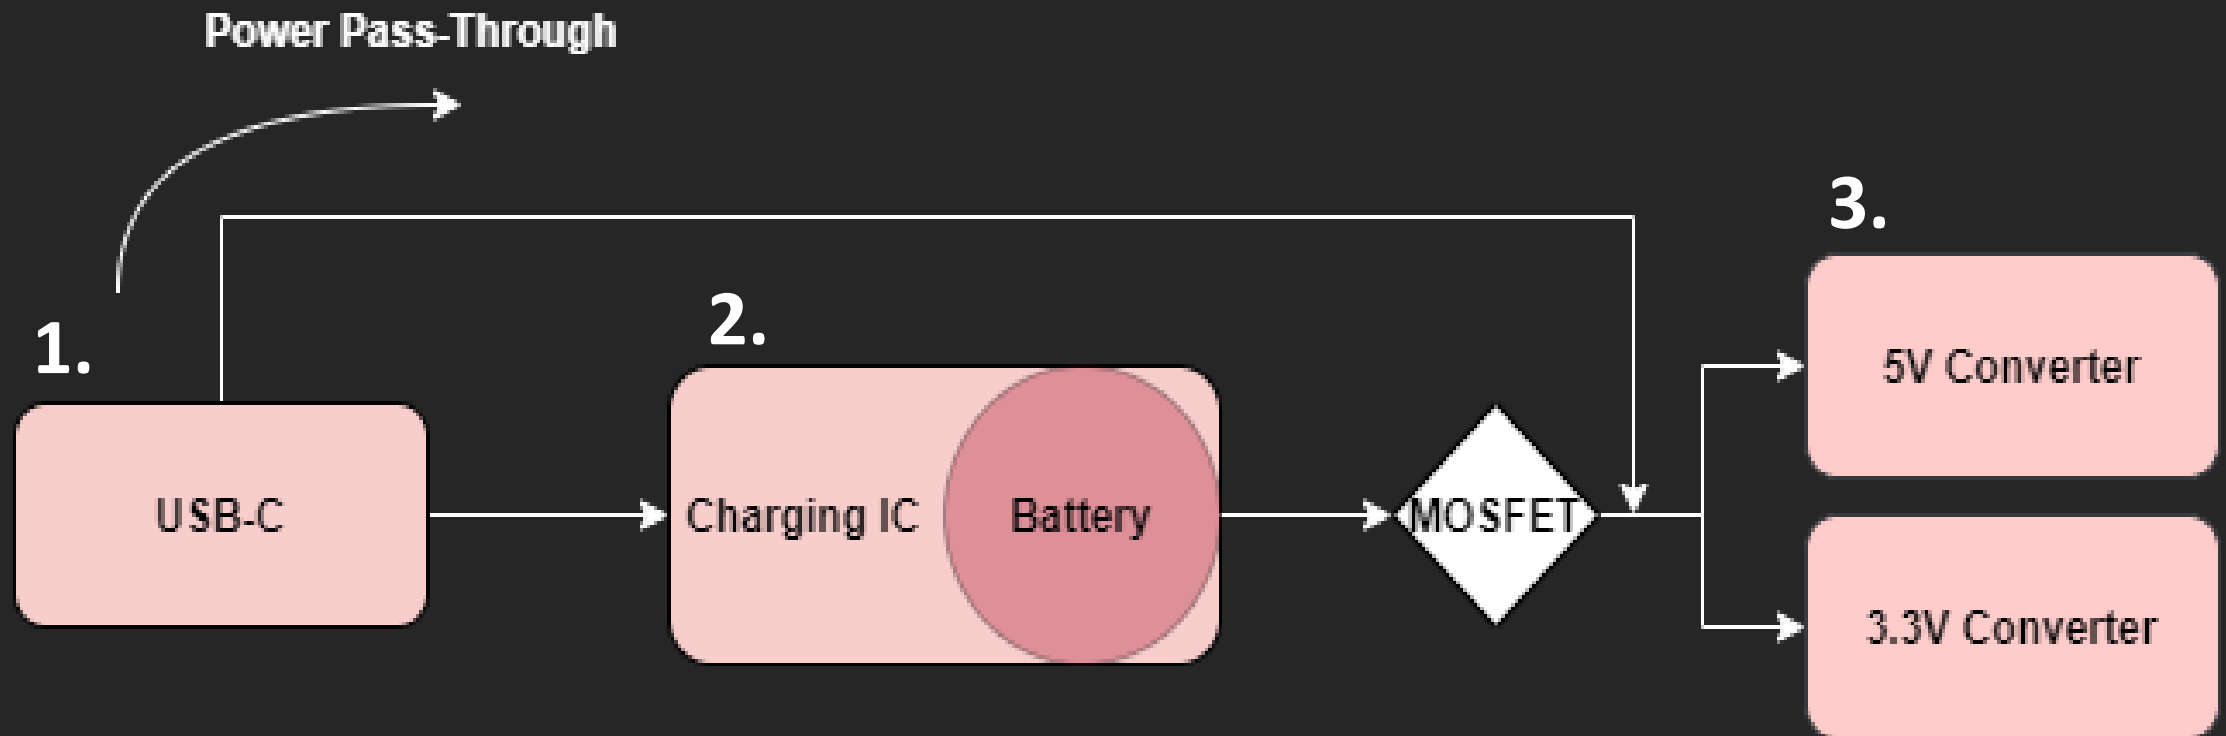 Power Pass-Through
1.
USB-C
2.
Charging IC
Battery
MOSFET
3.
5V Converter
3.3V Converter